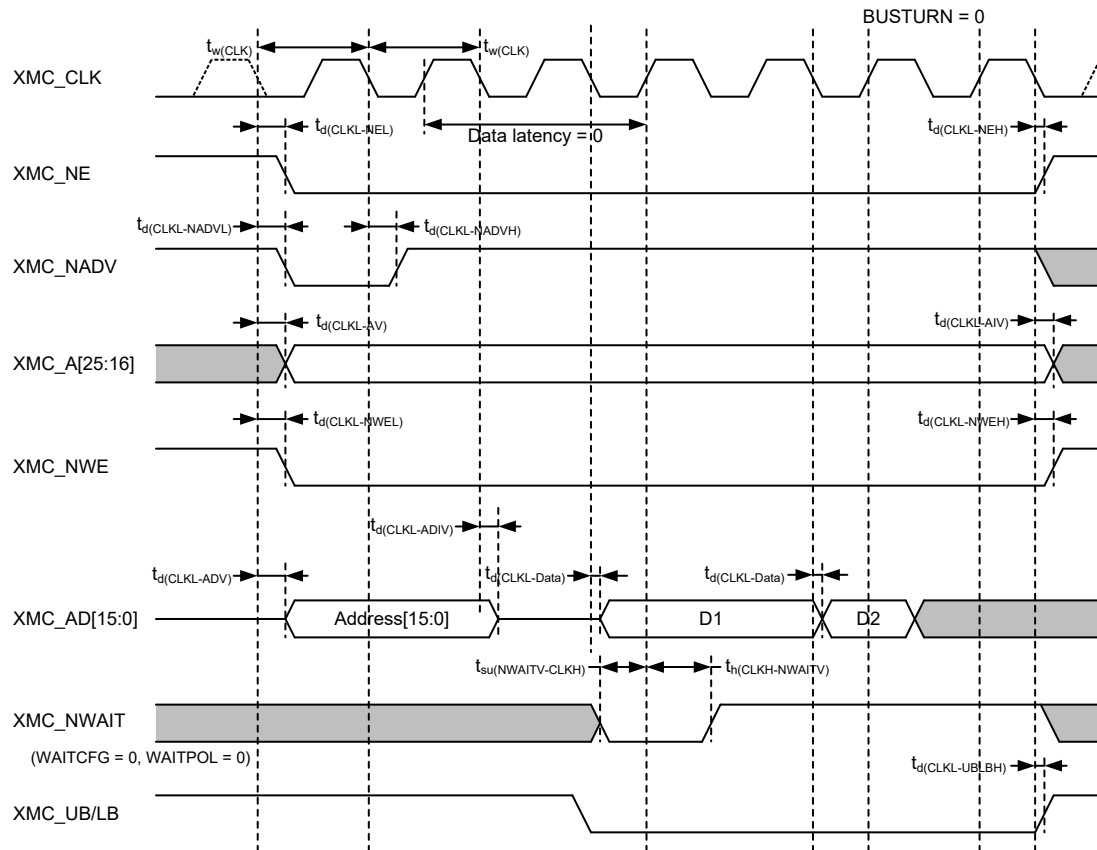 BUSTURN = 0
tw(CLK)
tw(CLK)
XMC_CLK
td(CLKL-NEL)
Data latency = 0
td(CLKL-NEH)
XMC_NE
td(CLKL-NADVL)
td(CLKL-NADVH)
XMC_NADV
td(CLKL-AV)
td(CLKL-AIV)
XMC_A[25:16]
td(CLKL-NWEL)
td(CLKL-NWEH)
XMC_NWE
td(CLKL-ADIV)
td(CLKL-ADV)
td(CLKL-Data)
td(CLKL-Data)
XMC_AD[15:0]
Address[15:0]
D1
D2
tsu(NWAITV-CLKH)
th(CLKH-NWAITV)
XMC_NWAIT
(WAITCFG = 0, WAITPOL = 0)
td(CLKL-UBLBH)
XMC_UB/LB